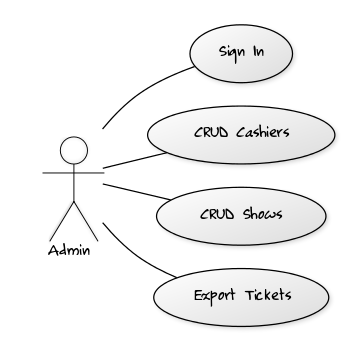 Sign In
CRUD Cashiers
CRUD Shows
Admin
Export Tickets